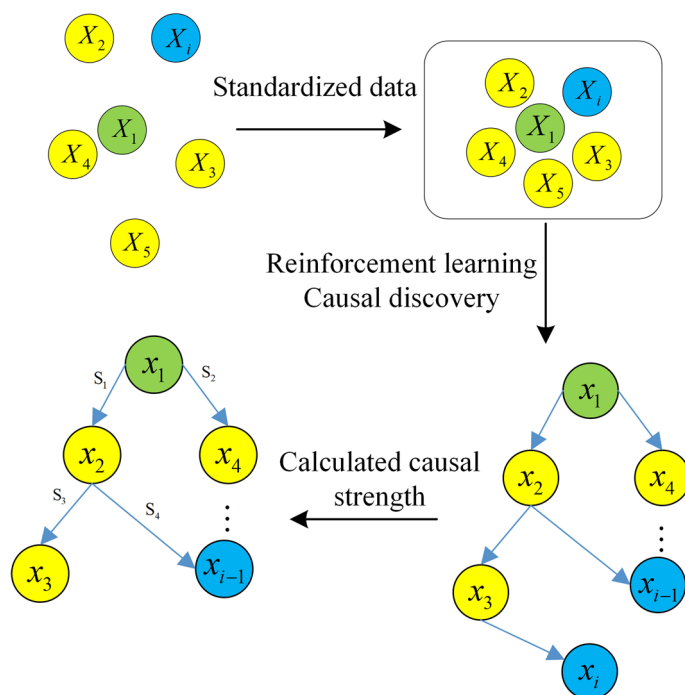 X₂
Xᵢ
X₁
X₄
X₃
X₅
Standardized data
X₂
Xᵢ
X₁
X₄
X₃
X₅
Reinforcement learning
Causal discovery
x₁
S₁
S₂
x₂
x₄
S₃
S₄
⋮
x₃
xᵢ₋₁
Calculated causal
strength
x₁
x₂
x₄
⋮
x₃
xᵢ₋₁
xᵢ